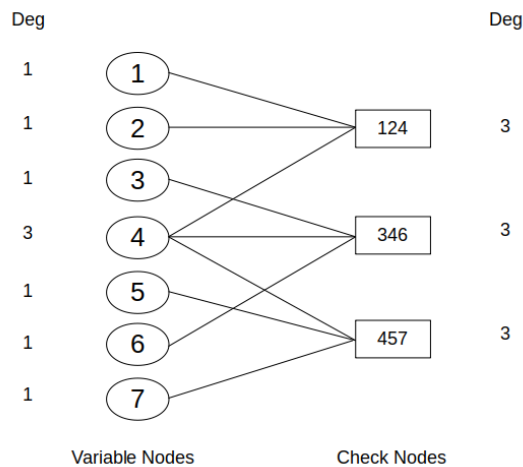 Deg Deg
1 1
1 2 124 3
1 3
3 4 346 3
1 5
1 6 457 3
1 7
Variable Nodes Check Nodes